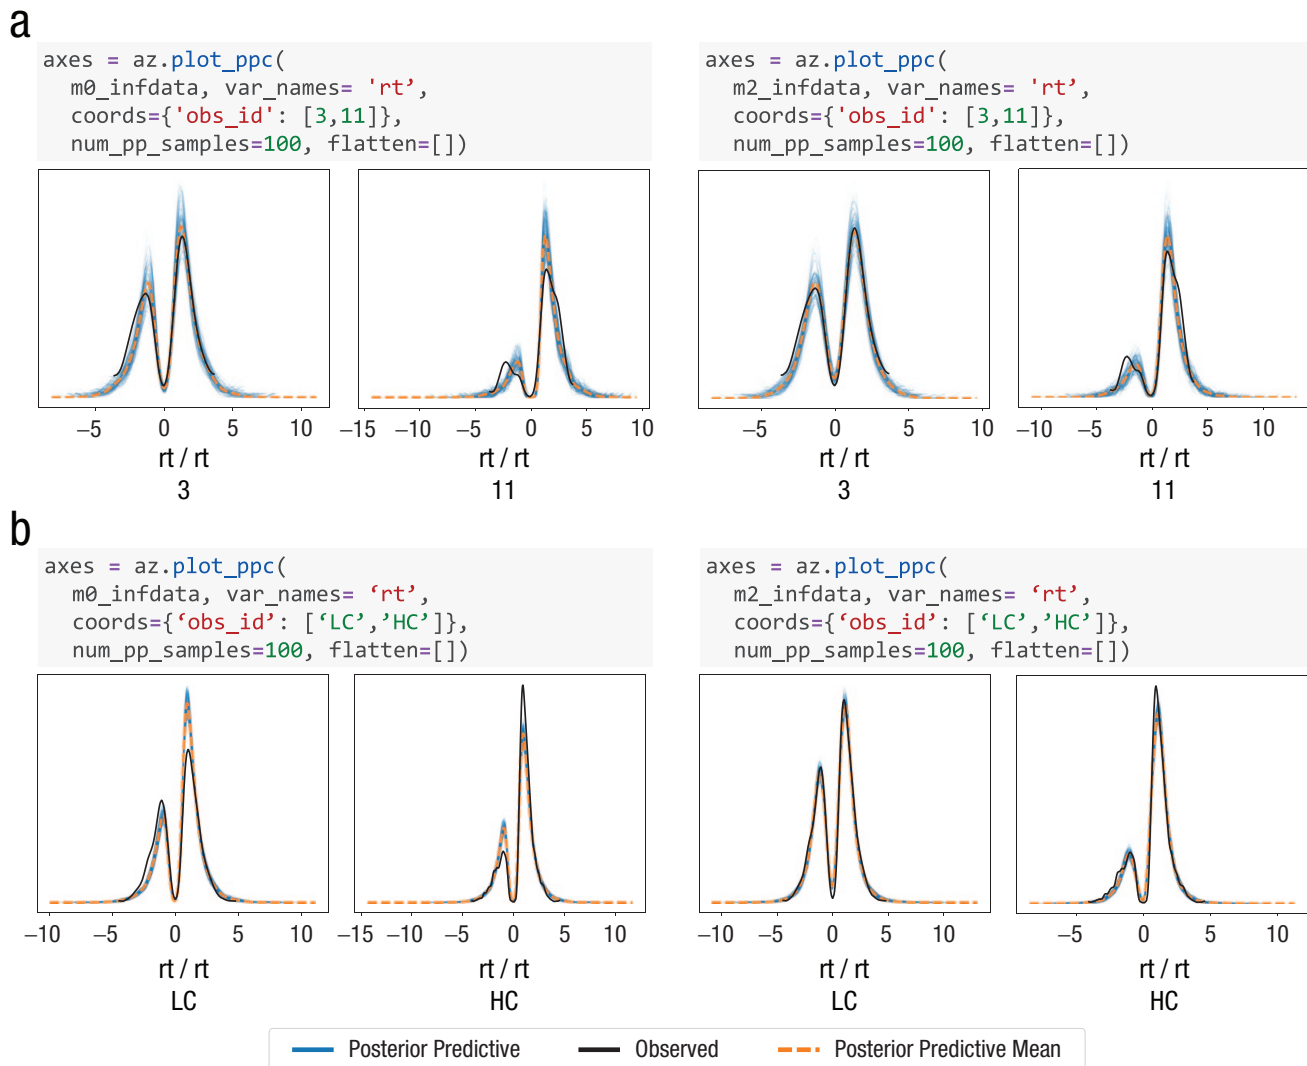 a
axes = az.plot_ppc(
m0_infdata, var_names= 'rt’,
coords={'obs_id': [3,11]},
num_pp_samples=100, flatten=[])
axes = az.plot_ppc(
m2_infdata, var_names= 'rt’,
coords={'obs_id': [3,11]},
num_pp_samples=100, flatten=[])
−5 0 5 10
rt / rt
3
−15 −10 −5 0 5 10
rt / rt
11
−5 0 5 10
rt / rt
3
−10 −5 0 5 10
rt / rt
11
b
axes = az.plot_ppc(
m0_infdata, var_names= ‘rt’,
coords={‘obs_id’: [‘LC’,’HC’]},
num_pp_samples=100, flatten=[])
axes = az.plot_ppc(
m2_infdata, var_names= ‘rt’,
coords={‘obs_id’: [‘LC’,’HC’]},
num_pp_samples=100, flatten=[])
−10 −5 0 5 10
rt / rt
LC
−15 −10 −5 0 5 10
rt / rt
HC
−10 −5 0 5 10
rt / rt
LC
−5 0 5 10
rt / rt
HC
Posterior Predictive Observed Posterior Predictive Mean